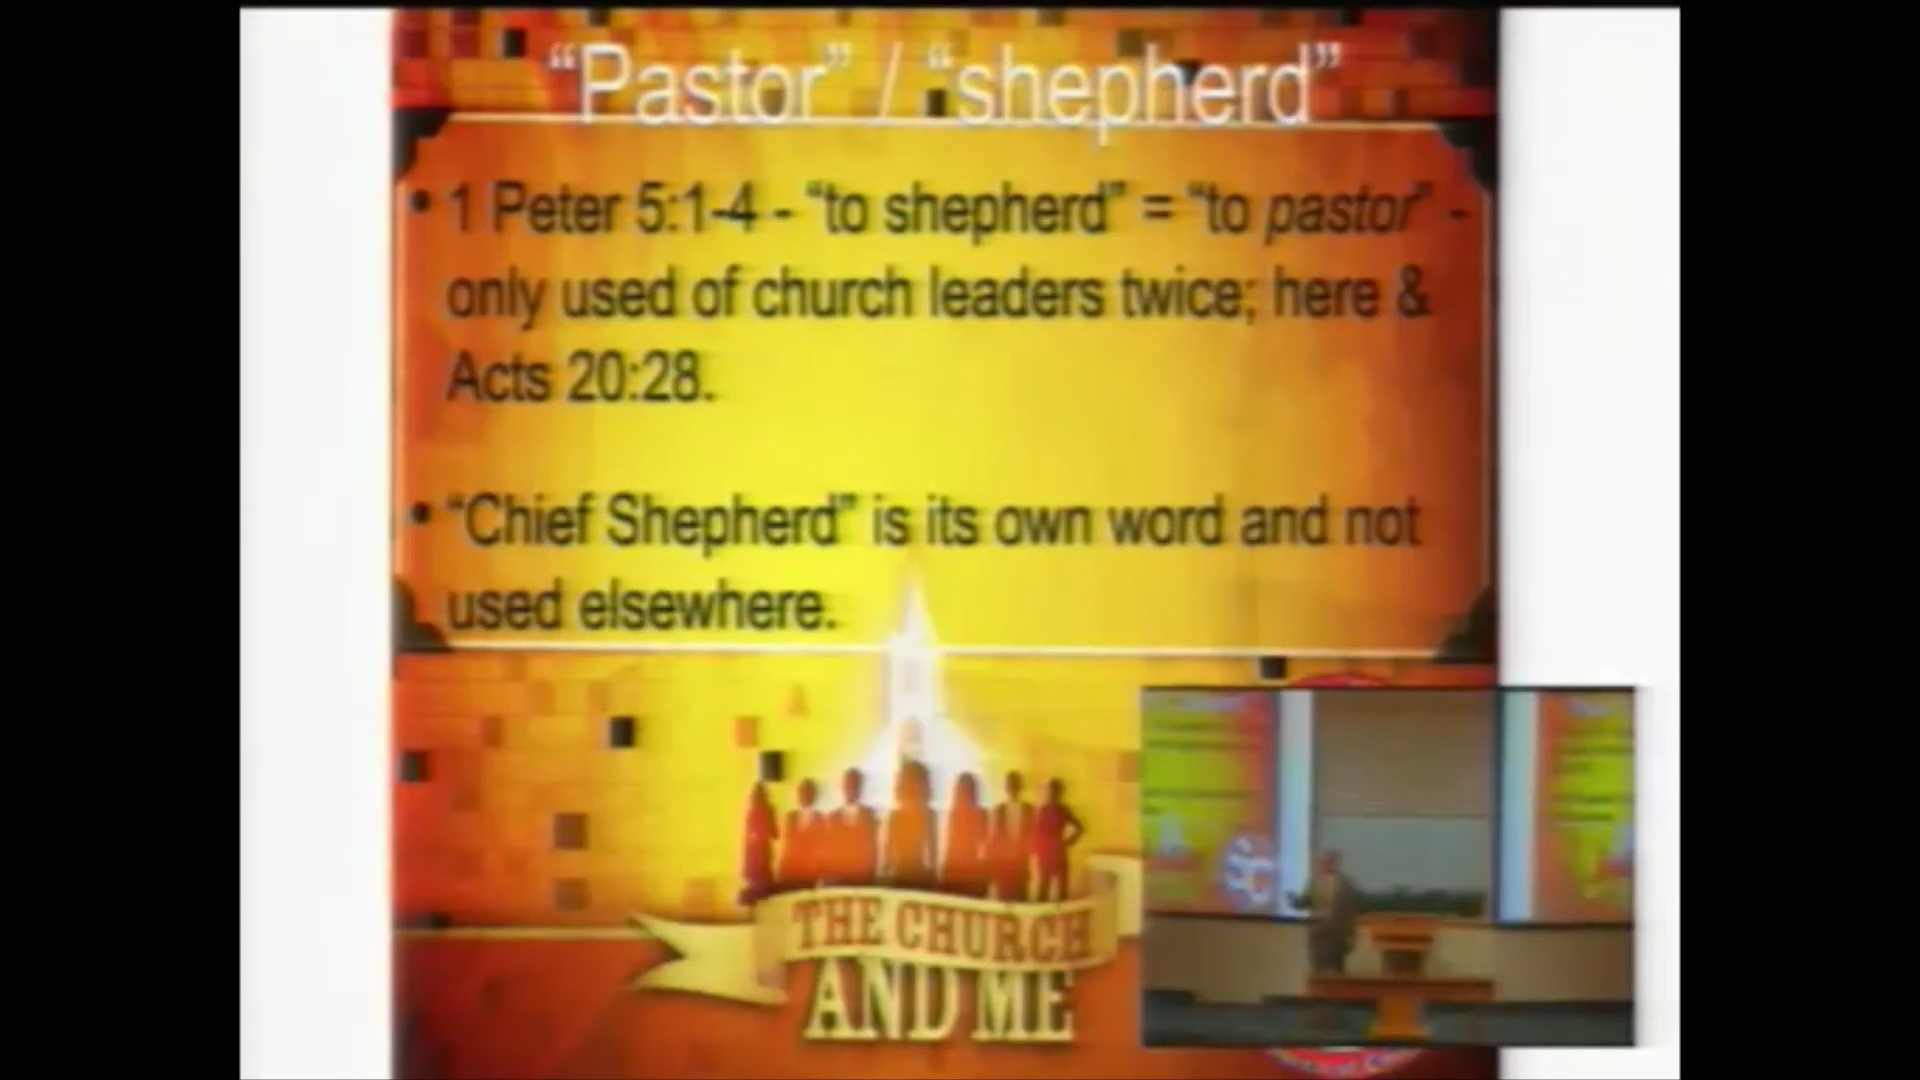 “Pastor” / “shepherd”
• 1 Peter 5:1-4 - “to shepherd” = “to pastor” -
only used of church leaders twice; here &
Acts 20:28.
• “Chief Shepherd” is its own word and not
used elsewhere.
THE CHURCH
AND ME